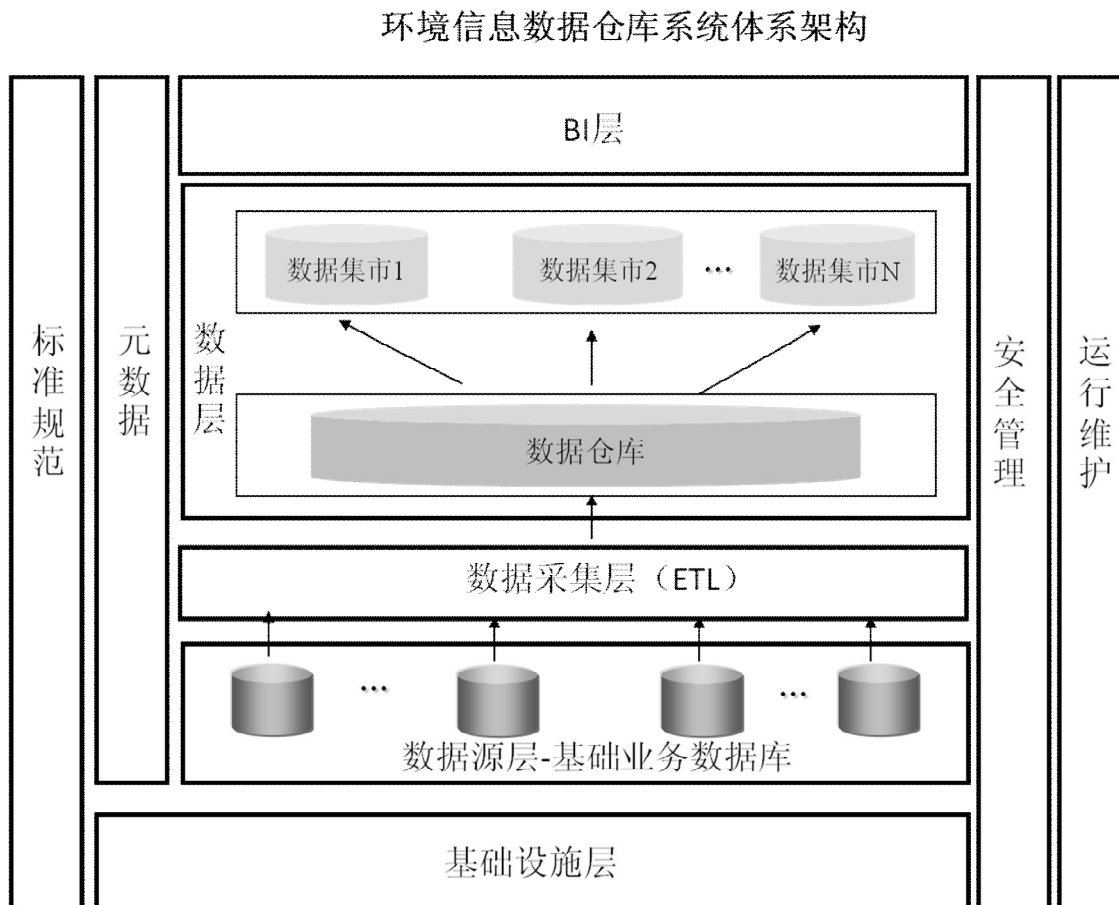 环境信息数据仓库系统体系架构
标准规范
元数据
BI层
数据层
数据集市1
数据集市2
...
数据集市N
数据仓库
数据采集层（ETL）
...
...
数据源层-基础业务数据库
基础设施层
安全管理
运行维护